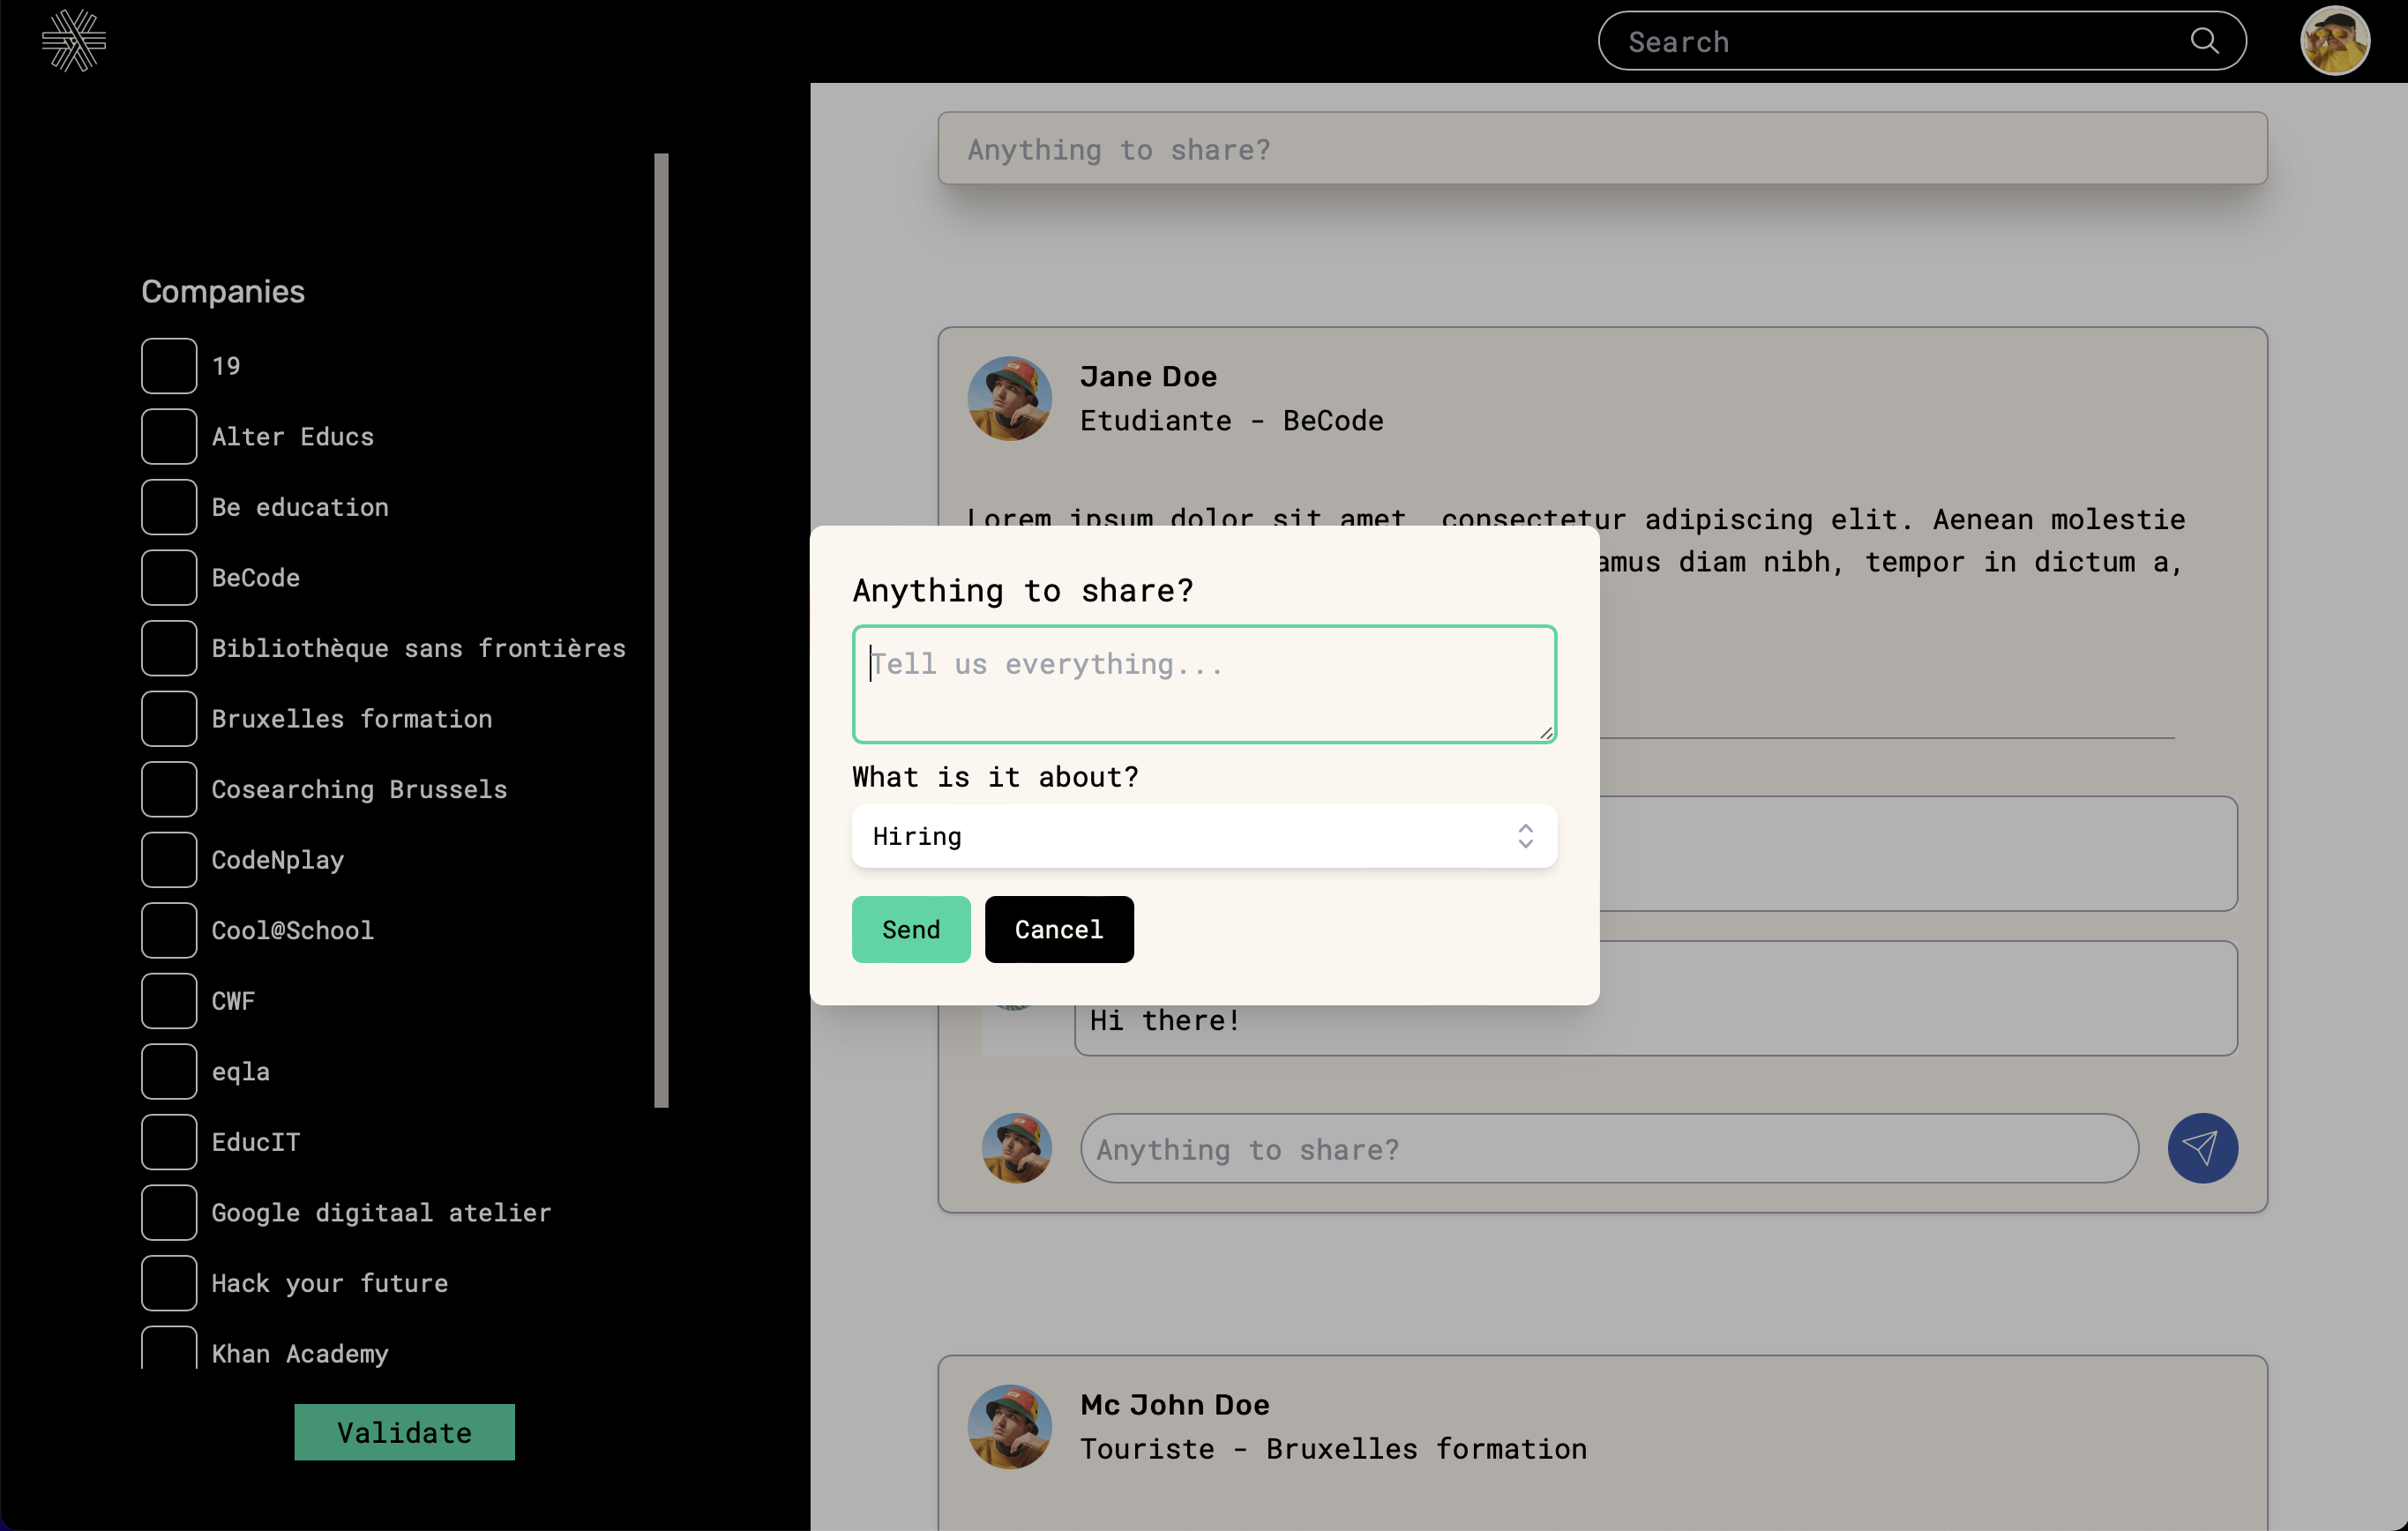 Search
Companies
19
Alter Educs
Be education
BeCode
Bibliothèque sans frontières
Bruxelles formation
Cosearching Brussels
CodeNplay
Cool@School
CWF
eqla
EducIT
Google digitaal atelier
Hack your future
Khan Academy
Validate
Anything to share?
Jane Doe
Etudiante - BeCode
Lorem ipsum dolor sit amet consectetur adipiscing elit. Aenean molestie
amus diam nibh, tempor in dictum a,
Anything to share?
Tell us everything...
What is it about?
Hiring
Send Cancel
Hi there!
Anything to share?
Mc John Doe
Touriste - Bruxelles formation